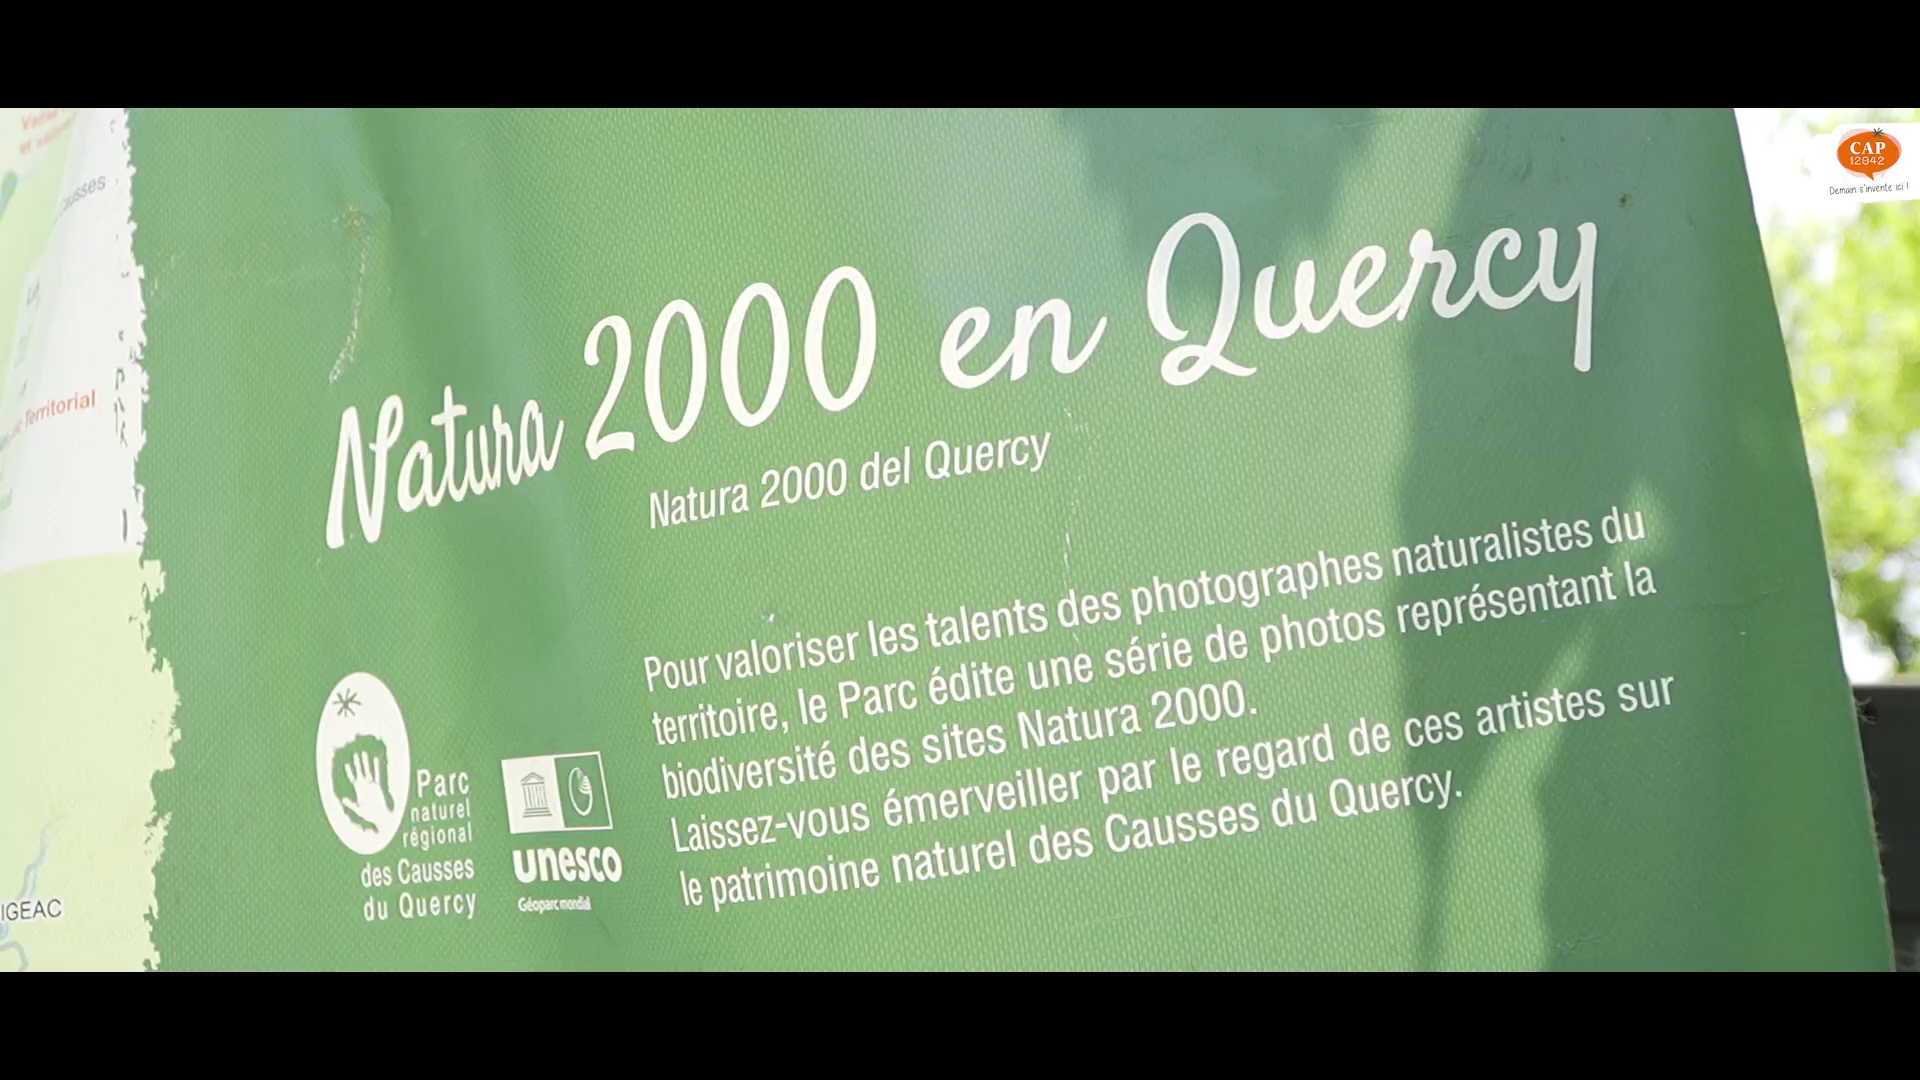 CAP
12042
Demain s'invente ici !
Natura 2000 en Quercy
Natura 2000 del Quercy
Pour valoriser les talents des photographes naturalistes du
territoire, le Parc édite une série de photos représentant la
biodiversité des sites Natura 2000.
Laissez-vous émerveiller par le regard de ces artistes sur
le patrimoine naturel des Causses du Quercy.
Parc
naturel
régional
des Causses
du Quercy
unesco
Géoparc mondial
Territorial
IGEAC